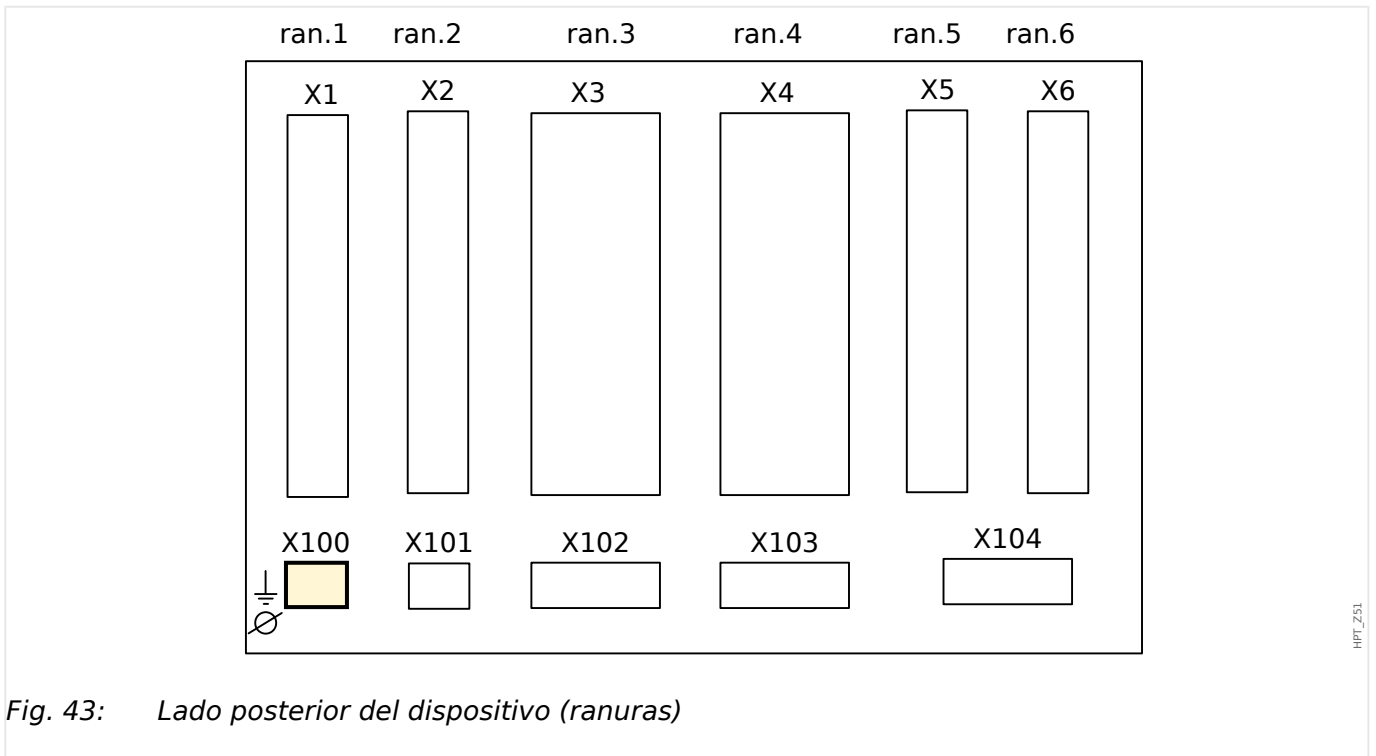 ran.1 ran.2 ran.3 ran.4 ran.5 ran.6
X1 X2 X3 X4 X5 X6
X100 X101 X102 X103 X104
HPT_Z51
Fig. 43: Lado posterior del dispositivo (ranuras)